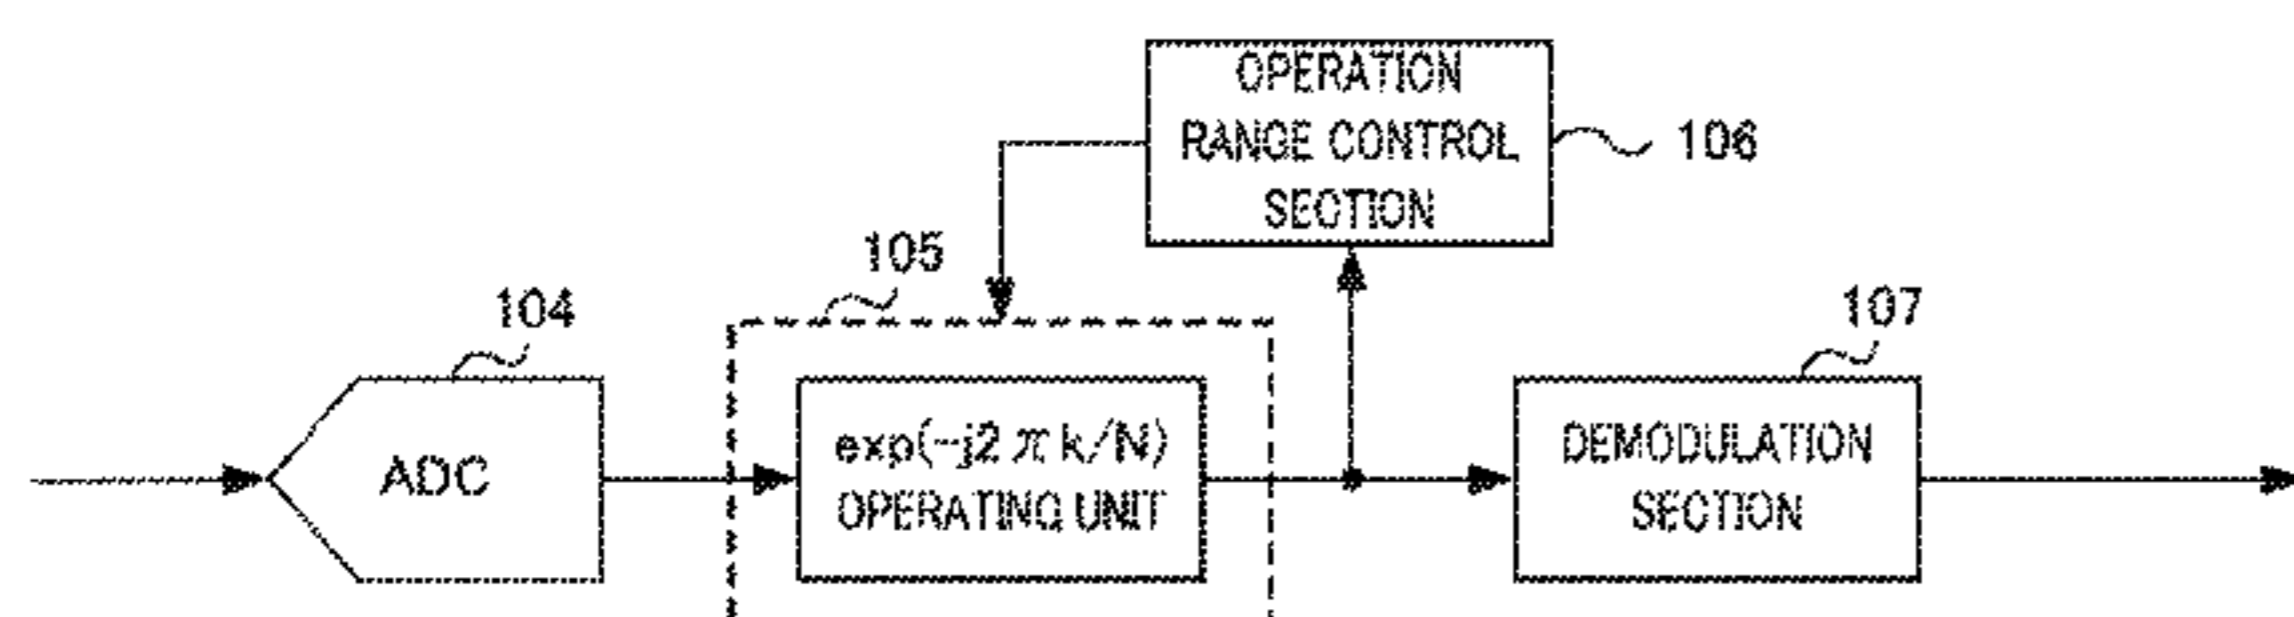 OPERATION
RANGE CONTROL
SECTION
106
105
104
107
ADC
exp(-j2πk/N)
OPERATING UNIT
DEMODULATION
SECTION